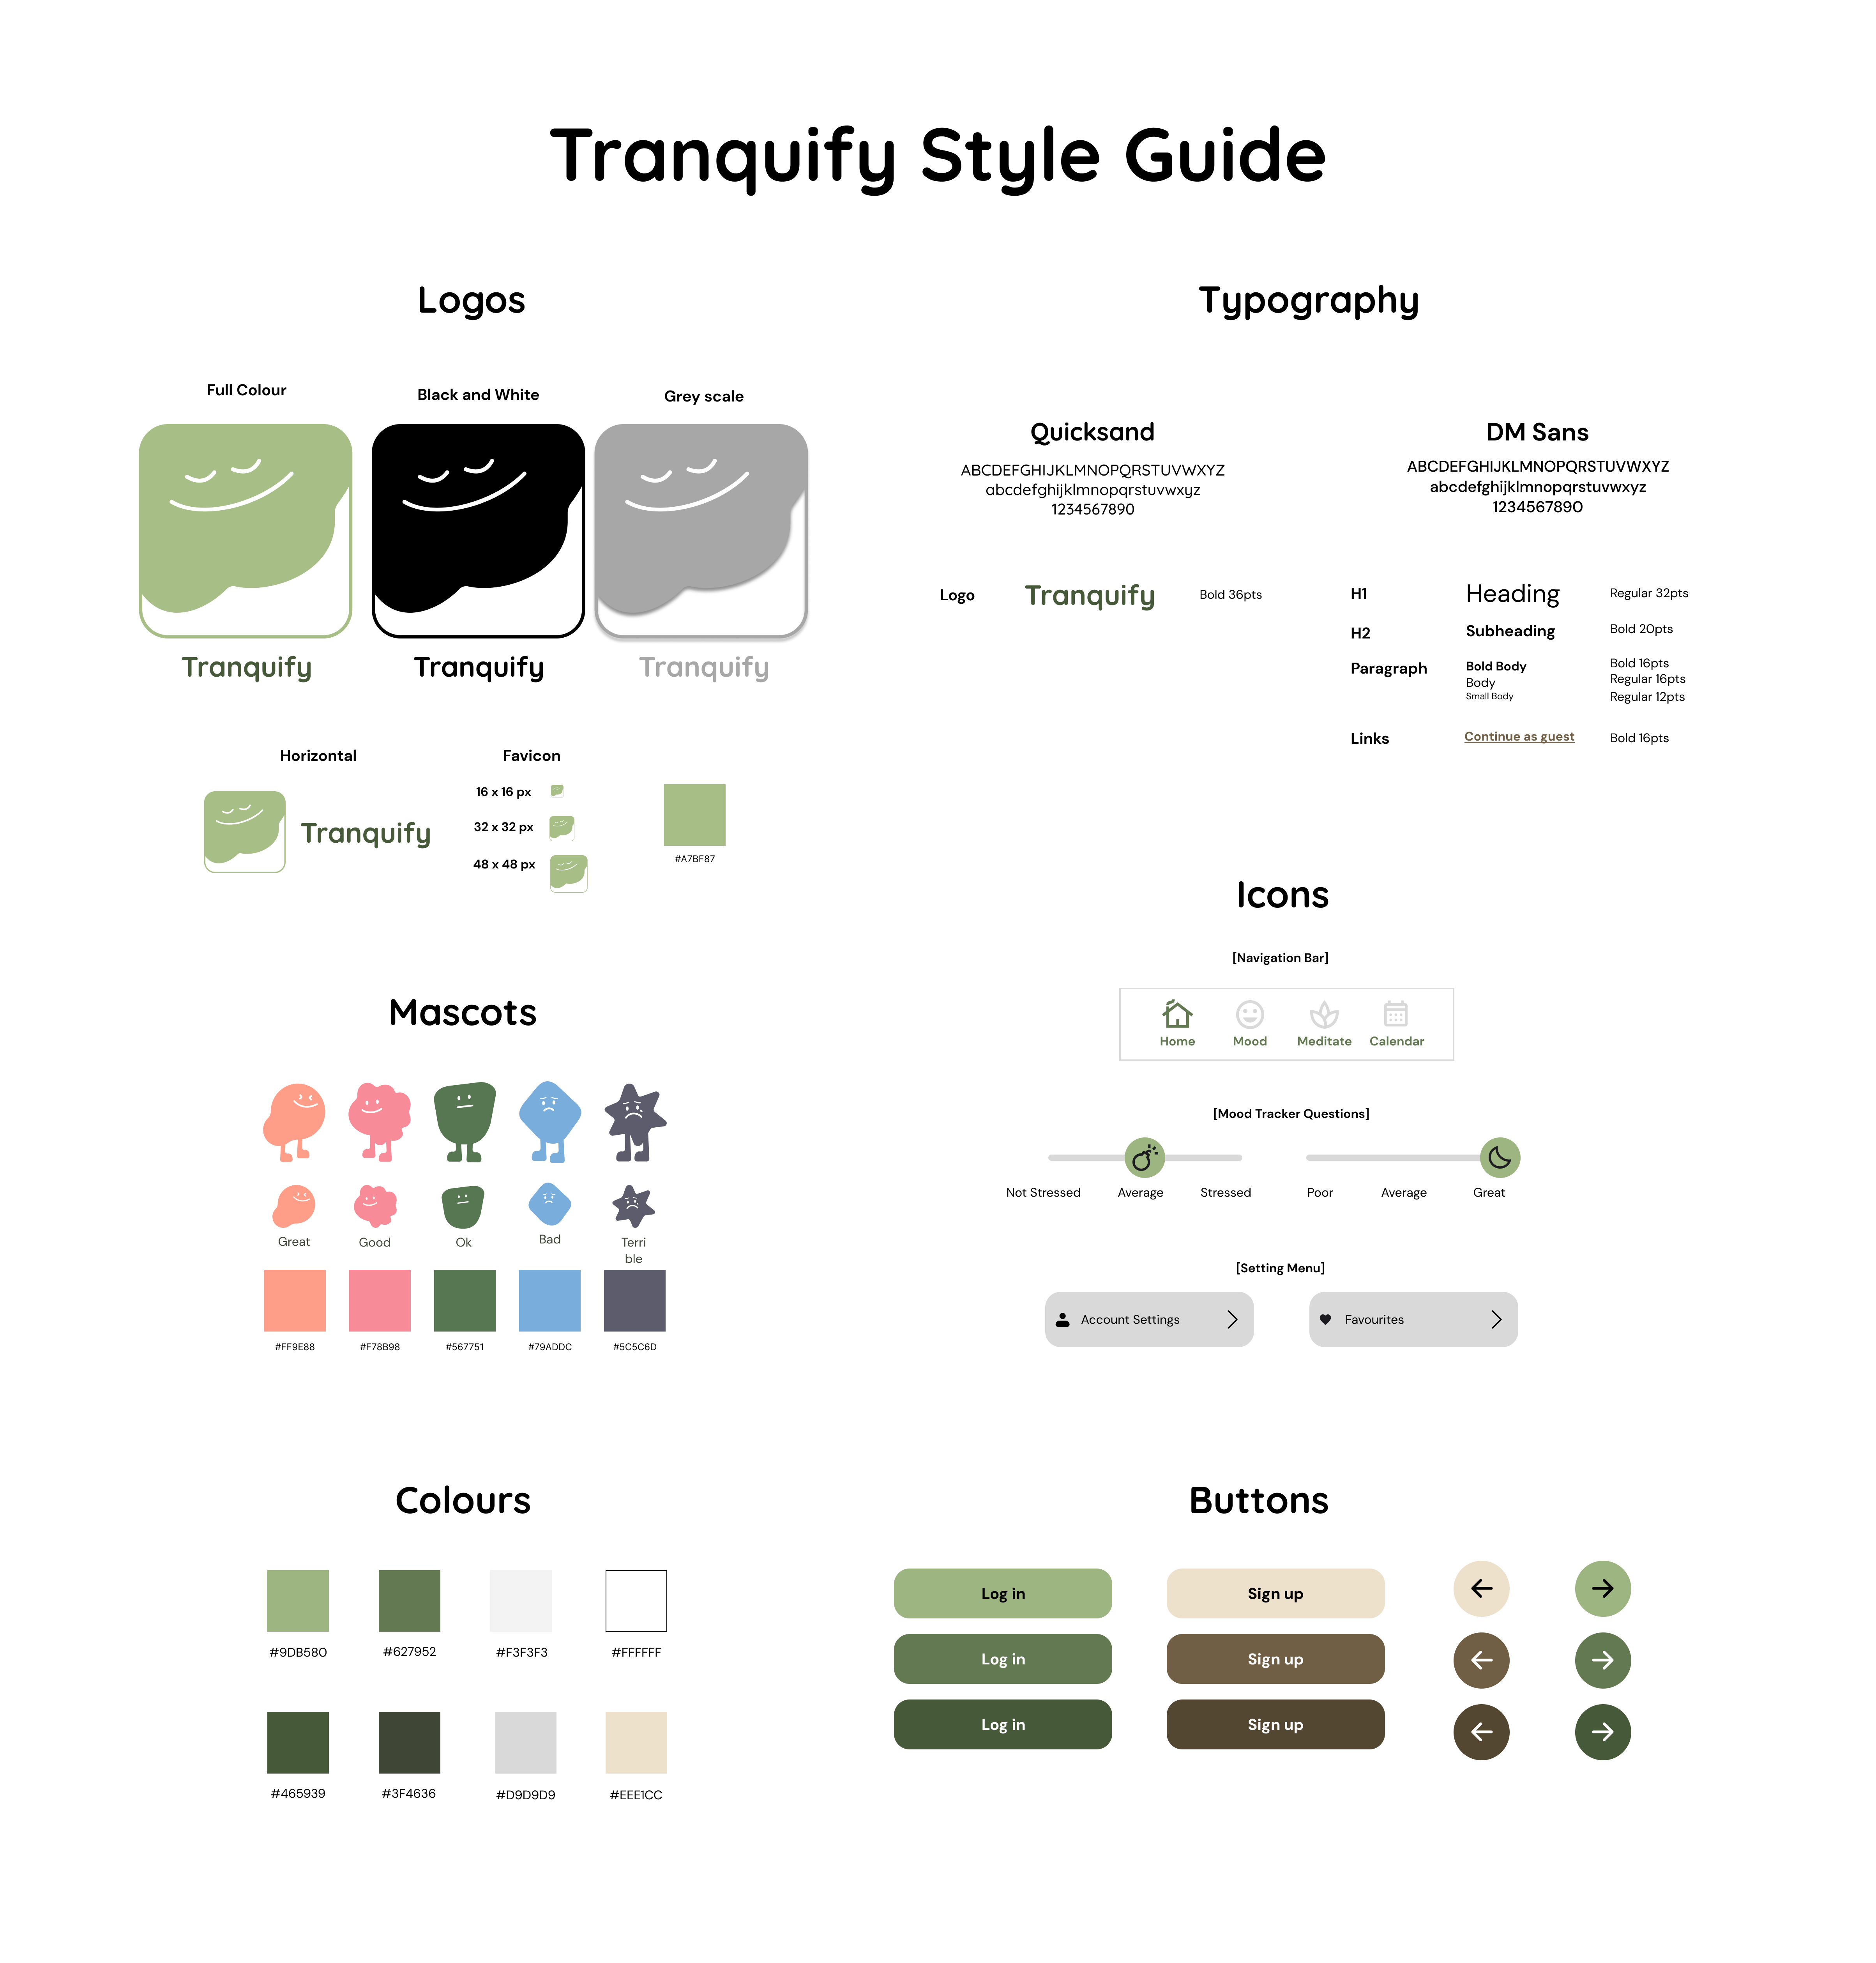 Tranquify Style Guide
Logos
Full Colour
Black and White
Grey scale
Tranquify
Tranquify
Tranquify
Horizontal
Favicon
Tranquify
16 x 16 px
32 x 32 px
48 x 48 px
#A7BF87
Typography
Quicksand
ABCDEFGHIJKLMNOPQRSTUVWXYZ
abcdefghijklmnopqrstuvwxyz
1234567890
DM Sans
ABCDEFGHIJKLMNOPQRSTUVWXYZ
abcdefghijklmnopqrstuvwxyz
1234567890
Logo
Tranquify
Bold 36pts
H1
Heading
Regular 32pts
H2
Subheading
Bold 20pts
Paragraph
Bold Body
Bold 16pts
Body
Regular 16pts
Small Body
Regular 12pts
Links
Continue as guest
Bold 16pts
Mascots
Great
Good
Ok
Bad
Terri
ble
#FF9E88
#F78B98
#567751
#79ADDC
#5C5C6D
Icons
[Navigation Bar]
Home
Mood
Meditate
Calendar
[Mood Tracker Questions]
Not Stressed
Average
Stressed
Poor
Average
Great
[Setting Menu]
Account Settings
Favourites
Colours
#9DB580
#627952
#F3F3F3
#FFFFFF
#465939
#3F4636
#D9D9D9
#EEE1CC
Buttons
Log in
Sign up
Log in
Sign up
Log in
Sign up